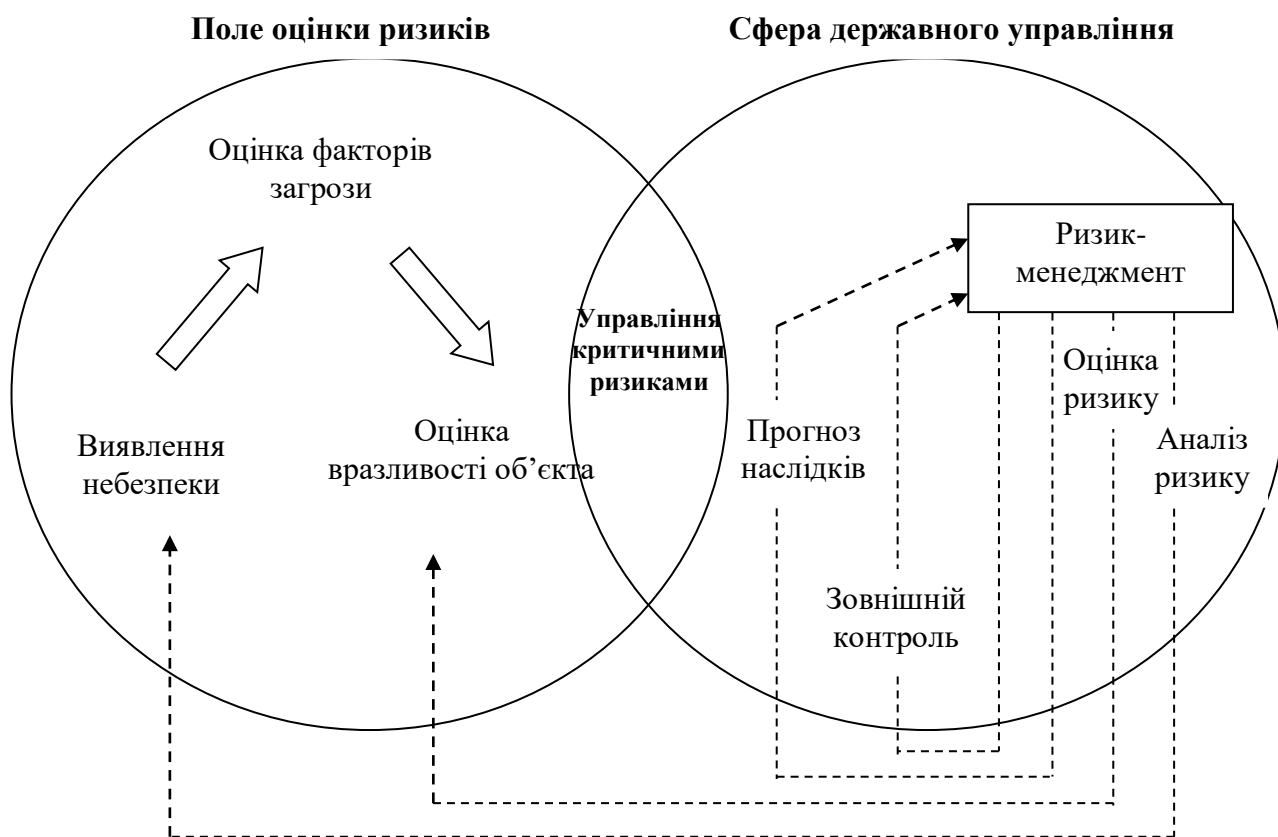 Поле оцінки ризиків
Сфера державного управління
Оцінка факторів
загрози
Виявлення
небезпеки
Оцінка
вразливості об’єкта
Управління
критичними
ризиками
Ризик-
менеджмент
Прогноз
наслідків
Зовнішній
контроль
Оцінка
ризику
Аналіз
ризику